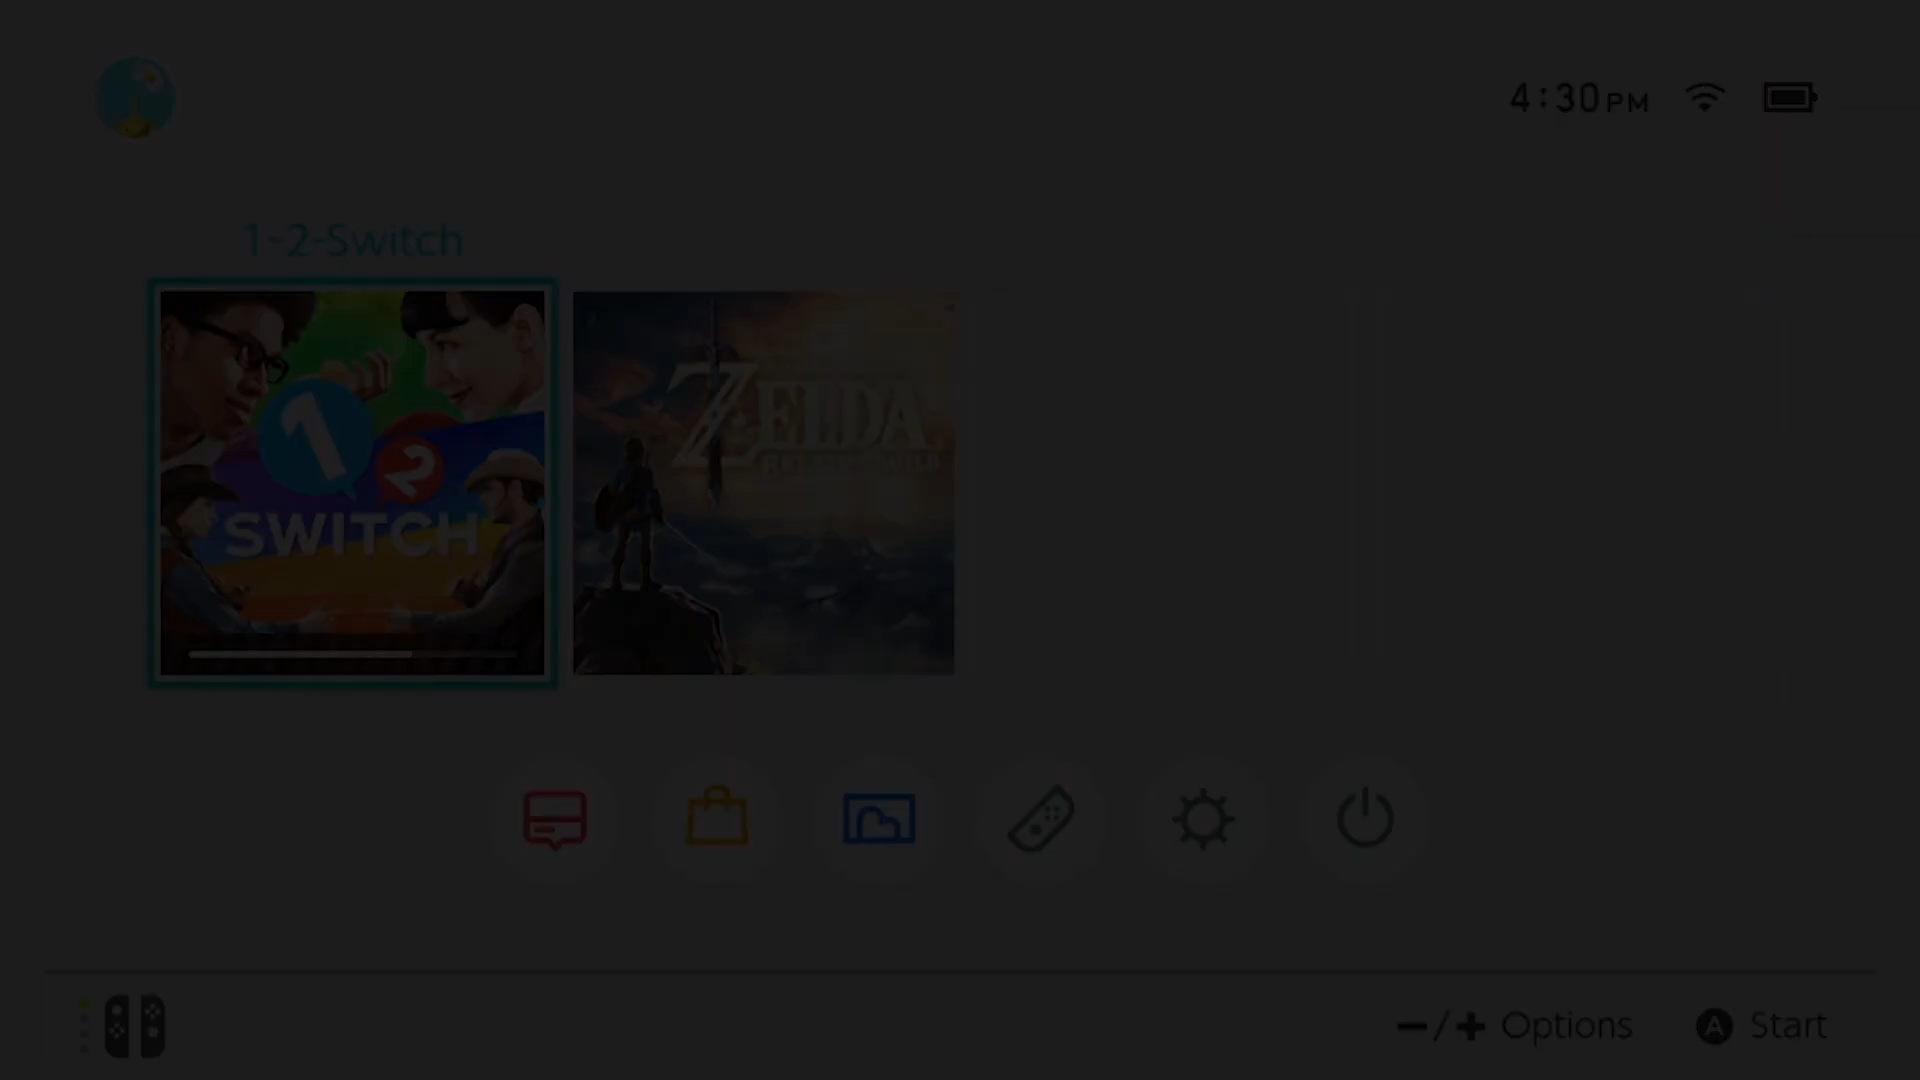 4:30 PM
1-2-Switch
1 2
SWITCH
ZELDA
-/+ Options
A Start